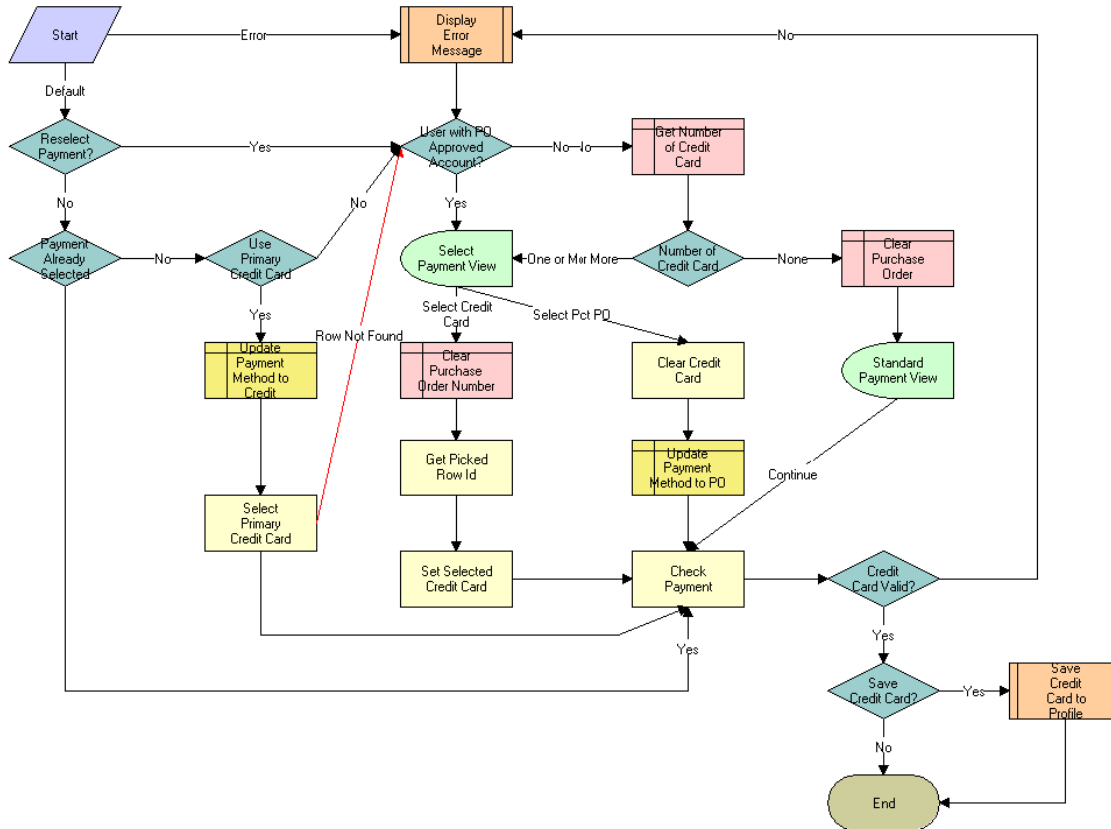 Start
Error
Display
Error
Message
No
Default
Reselect
Payment?
Yes
User with PO
Approved
Account?
No
Get Number
of Credit
Card
No
No
Yes
Payment
Already
Selected
No
Use
Primary
Credit Card
Select
Payment View
One or
More
Number of
Credit Card
None
Clear
Purchase
Order
Yes
Select Credit
Card
Select
PO
Row Not Found
Update
Payment
Method to
Credit
Clear
Purchase
Order Number
Clear Credit
Card
Standard
Payment View
Get Picked
Row Id
Update
Payment
Method to PO
Continue
Select
Primary
Credit Card
Set Selected
Credit Card
Check
Payment
Credit
Card Valid?
Yes
Yes
Save
Credit Card?
Yes
Save
Credit
Card to
Profile
No
End